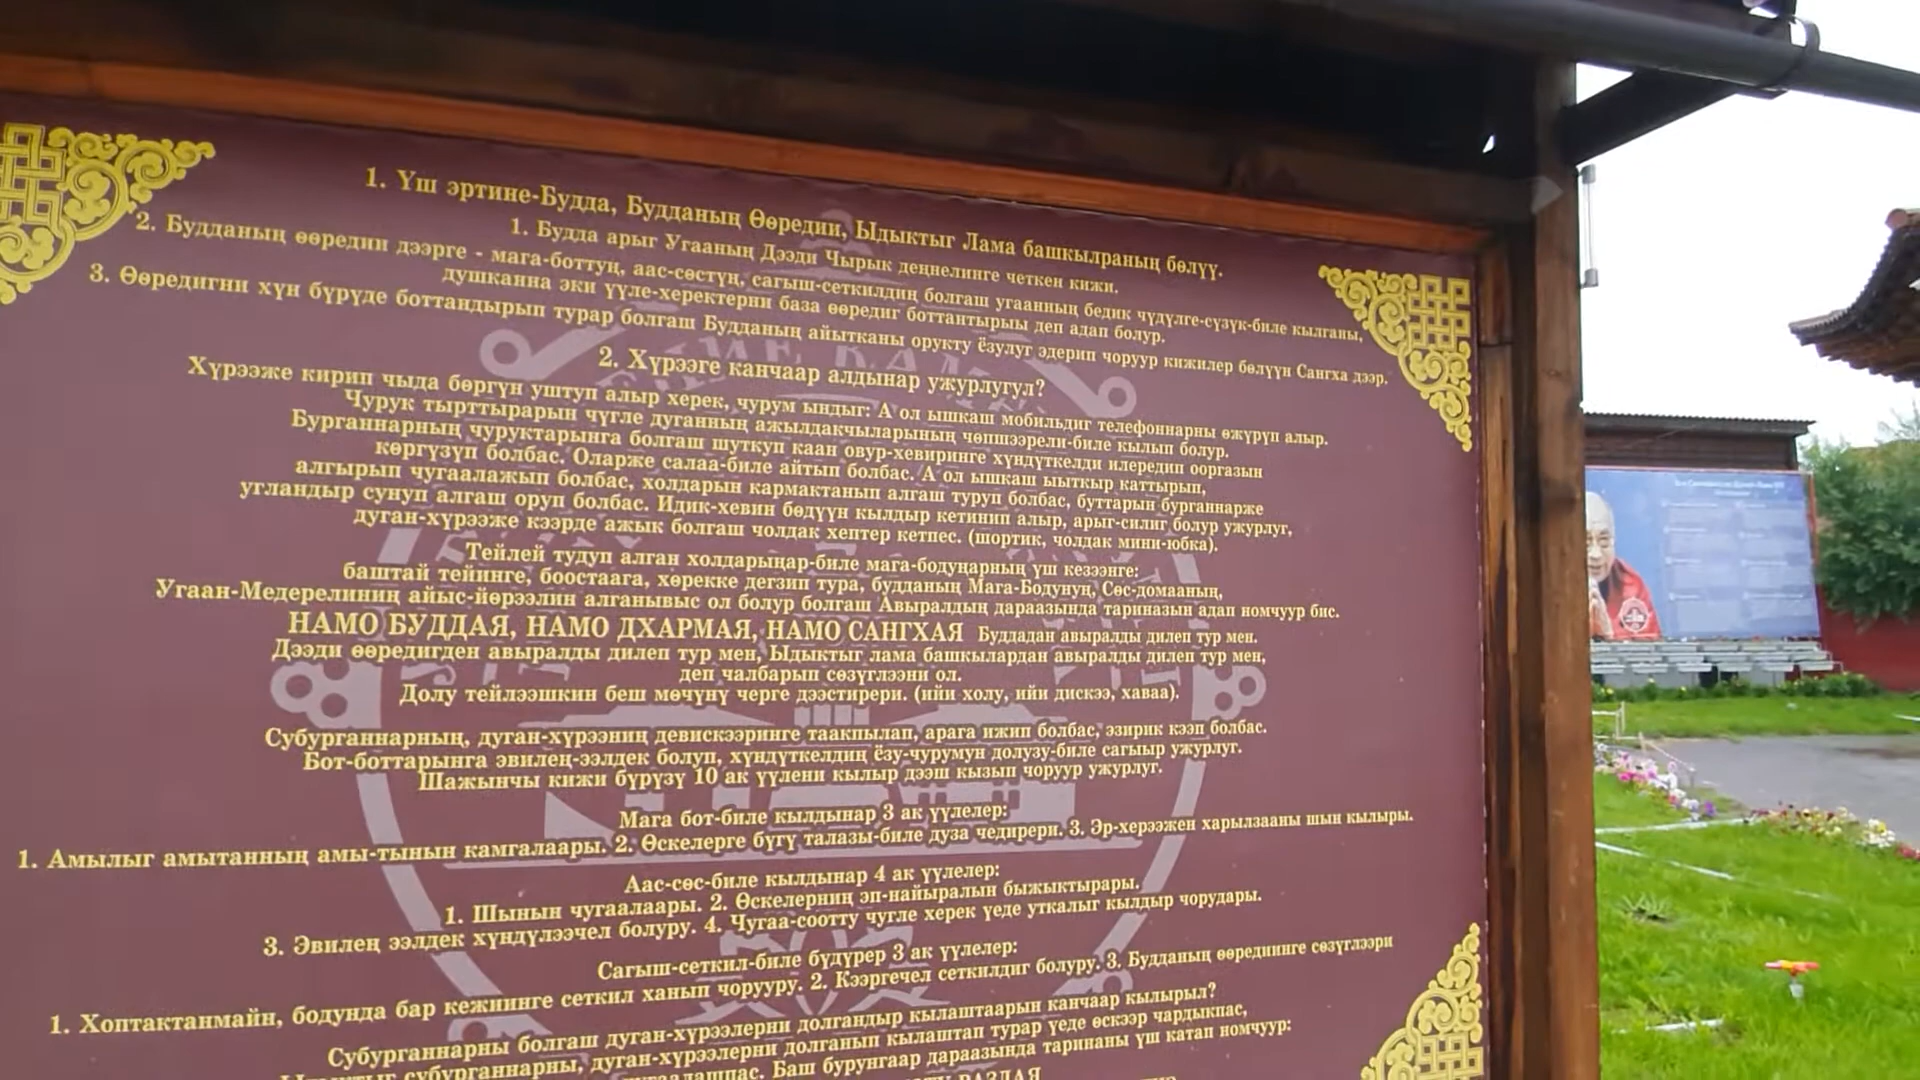 1. Үш эртине-Будда, Будданың Өөредии, Ыдыктыг Лама башкылраның бөлүү.
1. Будда арыг Угааның Дээди Чырык деңнелинге четкен кижи.
2. Будданың өөредии дээрге - мага-боттуң, аас-сөстүң, сагыш-сеткилдиң болгаш угаанның бедик чүдүлге-сүзүк-биле кылганы,
душканна эки үүле-херектерни база өөредиг боттантырыы деп адап болур.
3. Өөредигни хүн бүрүде боттандырып турар болгаш Будданың айытканы орукту ёзулуг эдерип чоруур кижилер бөлүүн Сангха дээр.
2. Хүрээге канчаар алдынар ужурлугул?
Хүрээже кирип чыда бөргүн уштуп алыр херек, чурум ындыг: А ол ышкаш мобильдиг телефоннарны өжүрүп алыр.
Чурук тырттырарын чүгле дуганның ажылдакчыларының чөпшээрели-биле кылып болур.
Бурганнарның чуруктарынга болгаш шуткуп каан овур-хевиринге хүндүткелди илередип ооргазын
көргүзүп болбас. Оларже салаа-биле айтып болбас. А ол ышкаш ыыткыр каттырып,
алгырып чугаалажып болбас, холдарын кармактанып алгаш туруп болбас, буттарын бурганнарже
угландыр сунуп алгаш оруп болбас. Идик-хевин бөдүүн кылдыр кетинип алыр, арыг-силиг болур ужурлуг,
дуган-хүрээже кээрде ажык болгаш чолдак хептер кетпес. (шортик, чолдак мини-юбка).
Тейлей тудуп алган холдарыңар-биле мага-бодуңарның үш кезээнге:
баштай тейинге, боостаага, хөрекке дегзип тура, будданың Мага-Бодунуң, Сөс-домааның,
Угаан-Медерелиниң айыс-йөрээлин алганывыс ол болур болгаш Авыралдың дараазында тариназын адап номчуур бис.
НАМО БУДДАЯ, НАМО ДХАРМАЯ, НАМО САНГХАЯ Буддадан авыралды дилеп тур мен.
Дээди өөредигден авыралды дилеп тур мен, Ыдыктыг лама башкылардан авыралды дилеп тур мен,
деп чалбарып сөзүглээни ол.
Долу тейлээшкин беш мөчүнү черге дээстирери. (ийи холу, ийи дискээ, хаваа).
Субурганнарның, дуган-хүрээниң девискээринге таакпылап, арага ижип болбас, эзирик кээп болбас.
Бот-боттарынга эвилең-ээлдек болуп, хүндүткелдиң ёзу-чурумун долузу-биле сагыыр ужурлуг.
Шажынчы кижи бүрүзү 10 ак үүлени кылыр дээш кызып чоруур ужурлуг.
Мага бот-биле кылдынар 3 ак үүлелер:
1. Амылыг амытанның амы-тынын камгалаары. 2. Өскелерге бүгү талазы-биле дуза чедирери. 3. Эр-херээжен харылзааны шын кылыры.
Аас-сөс-биле кылдынар 4 ак үүлелер:
1. Шынын чугаалаары. 2. Өскелерниң эп-найыралын быжыктырары.
3. Эвилең ээлдек хүндүлээчел болуру. 4. Чугаа-соотту чугле херек үеде уткалыг кылдыр чорудары.
Сагыш-сеткил-биле бүдүрер 3 ак үүлелер:
1. Хоптактанмайн, бодунда бар кежиинге сеткил ханып чорууру. 2. Кээргечел сеткилдиг болуру. 3. Будданың өөредиинге сөзүглээри
Субурганнарны болгаш дуган-хүрээлерни долгандыр кылаштаарын канчаар кылырыл?
субурганнарны, дуган-хүрээлерни долганып кылаштап турар үеде өскээр чардыкпас,
Баш бурунгаар дараазында таринаны үш катап номчуур: